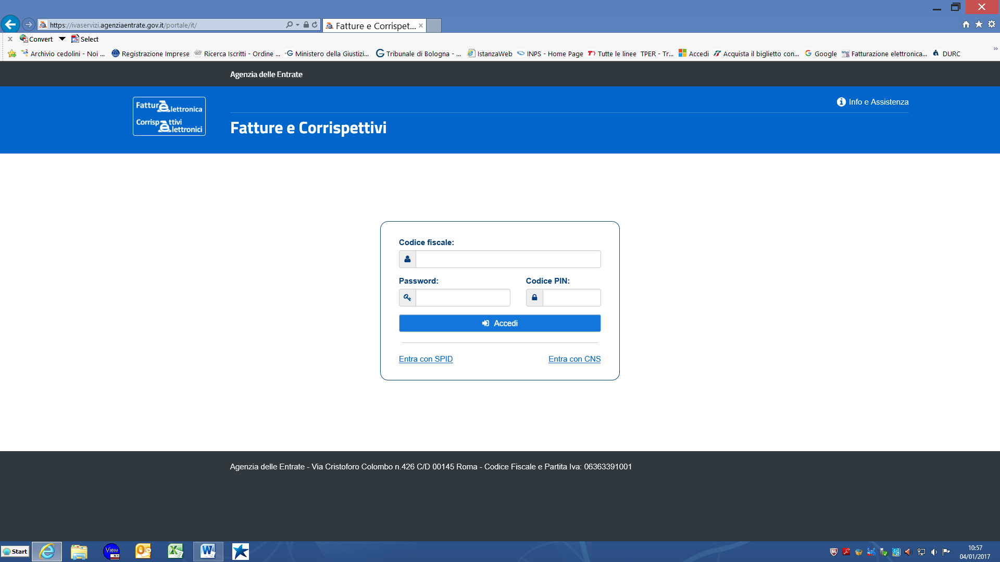 https://ivaservizi.agenziaentrate.gov.it/portale/it/
Fatture e Corrispet...
Convert
Select
Archivio cedolini - Noi ...
Registrazione Imprese
Ricerca Iscritti - Ordine ...
Ministero della Giustizi...
Tribunale di Bologna - ...
IstanzaWeb
INPS - Home Page
Tutte le linee TPER - Tr...
Accedi
Acquista il biglietto con...
Google
Fatturazione elettronica...
DURC
Agenzia delle Entrate
Fatturaelettronica
Corrispettivi
elettronici
Info e Assistenza
Fatture e Corrispettivi
Codice fiscale:
Password:
Codice PIN:
Accedi
Entra con SPID
Entra con CNS
Agenzia delle Entrate - Via Cristoforo Colombo n.426 C/D 00145 Roma - Codice Fiscale e Partita Iva: 06363391001
Start
View
N1
10:57
04/01/2017